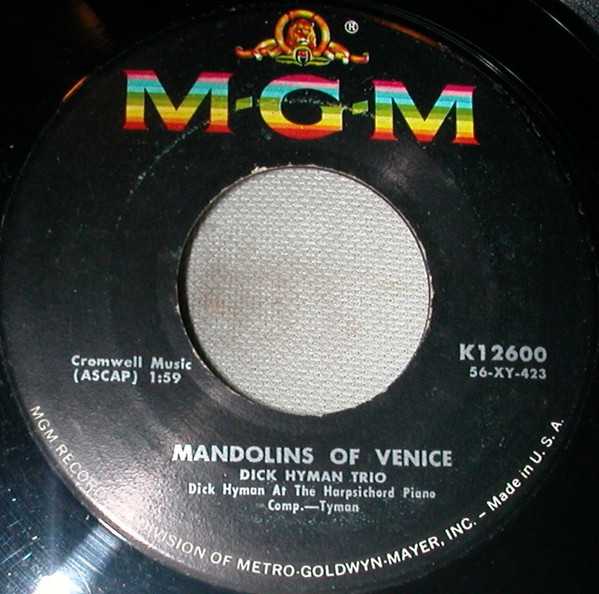 ®
M-G-M
Cromwell Music
(ASCAP) 1:59
K12600
56-XY-423
MANDOLINS OF VENICE
DICK HYMAN TRIO
Dick Hyman At The Harpsichord Piano
Comp.—Tyman
MGM RECORDS DIVISION OF METRO-GOLDWYN-MAYER, INC. – Made in U.S.A.